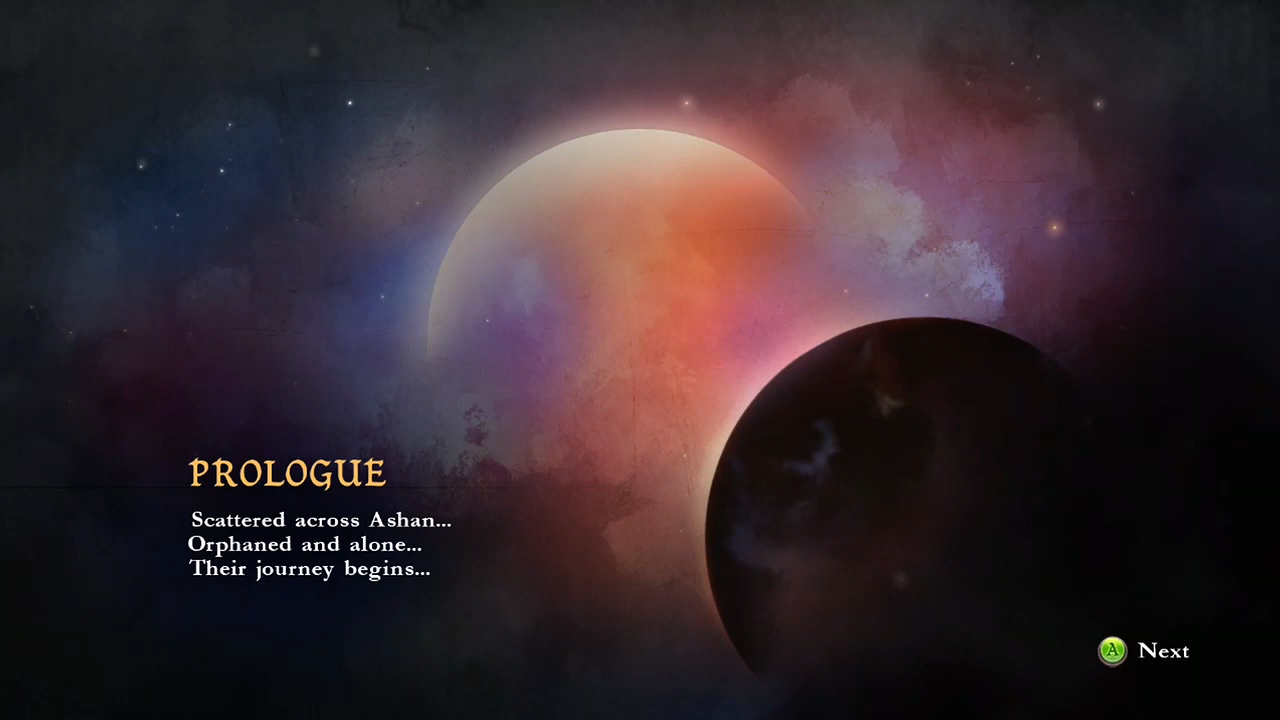 PROLOGUE
Scattered across Ashan...
Orphaned and alone...
Their journey begins...
A Next